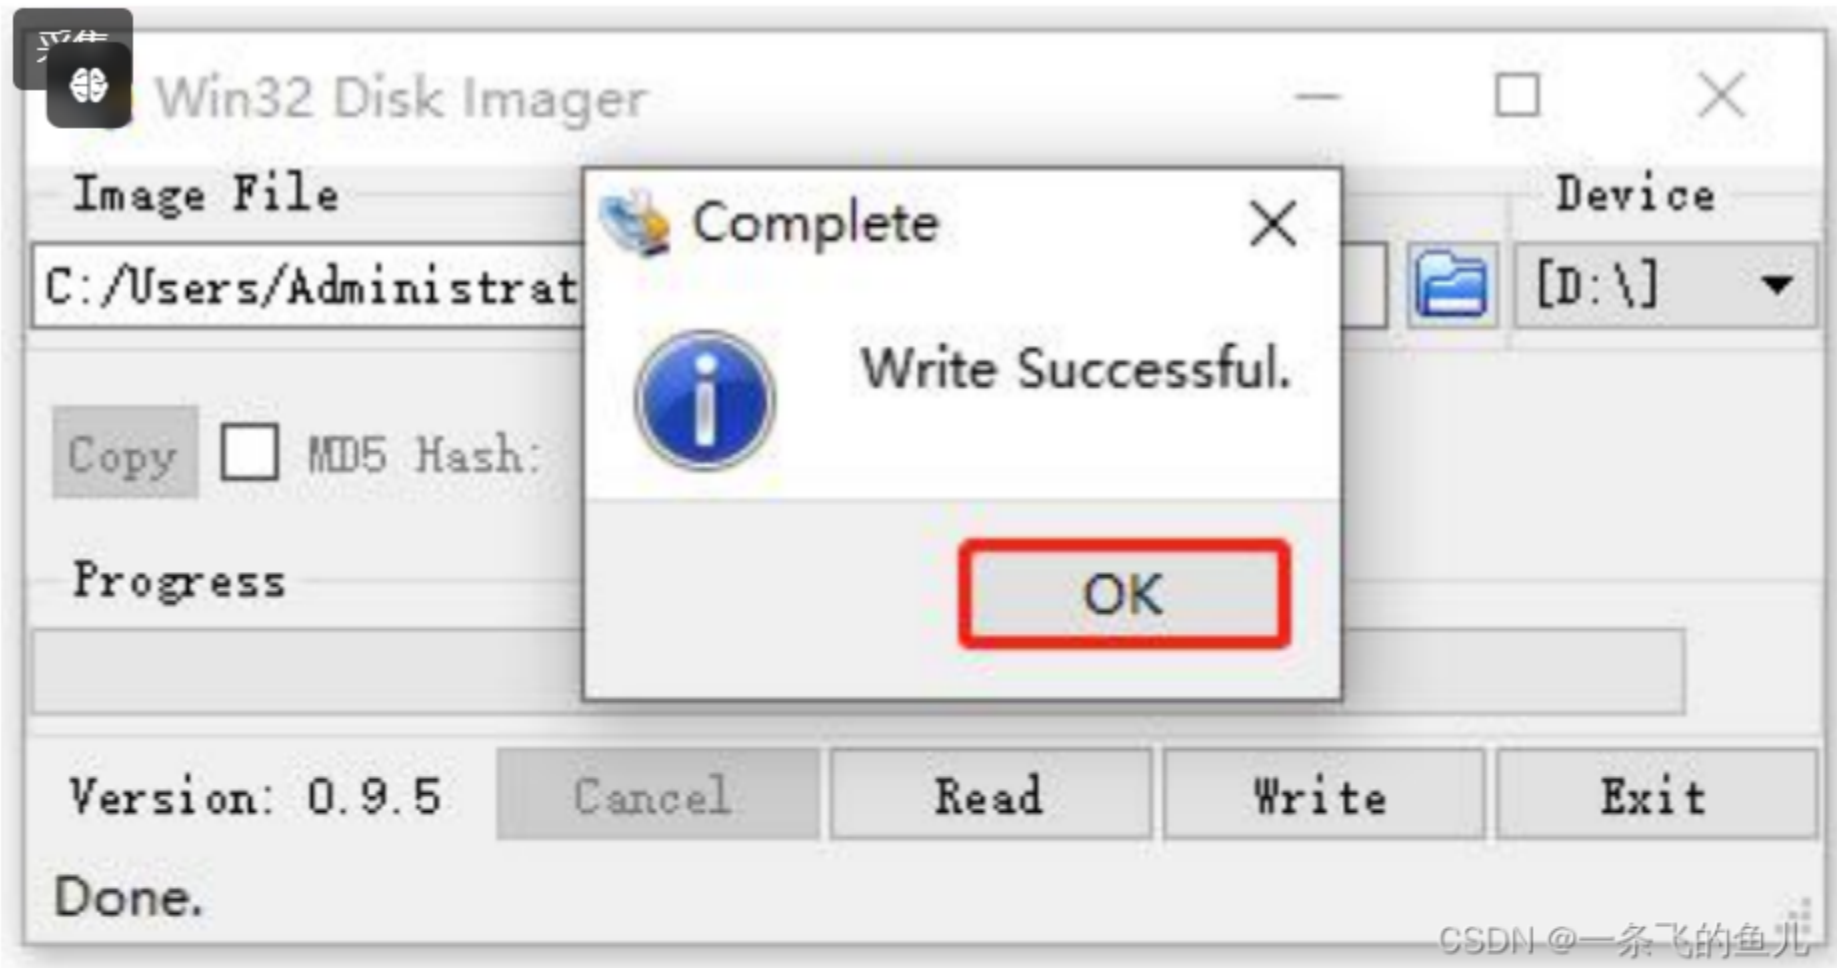 Win32 Disk Imager
Image File
Device
C:/Users/Administrat
[D:\]
Complete
Write Successful.
OK
Copy
MD5 Hash:
Progress
Version: 0.9.5
Cancel
Read
Write
Exit
Done.
CSDN @一条飞的鱼儿